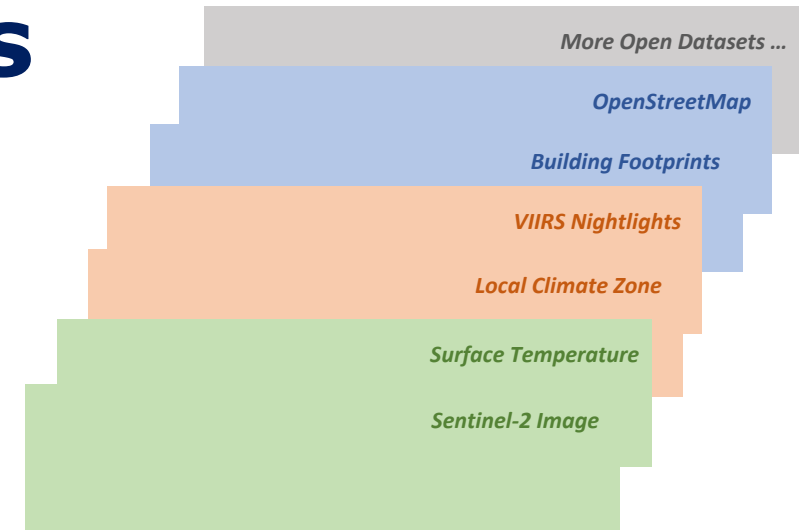 s
More Open Datasets …
OpenStreetMap
Building Footprints
VIIRS Nightlights
Local Climate Zone
Surface Temperature
Sentinel-2 Image